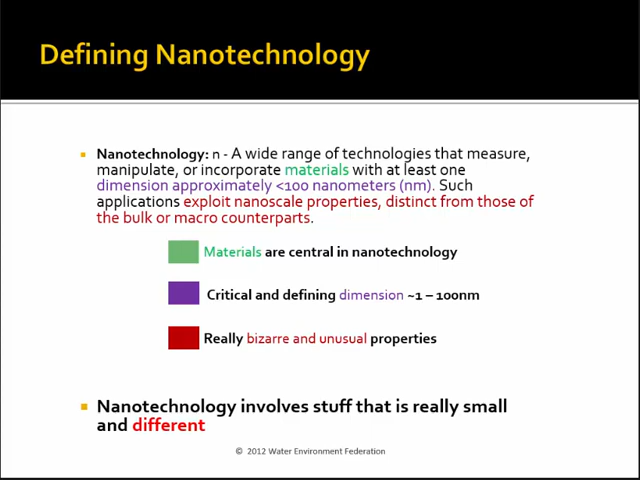 Defining Nanotechnology
Nanotechnology: n - A wide range of technologies that measure,
manipulate, or incorporate materials with at least one
dimension approximately <100 nanometers (nm). Such
applications exploit nanoscale properties, distinct from those of
the bulk or macro counterparts.
Materials are central in nanotechnology
Critical and defining dimension ~1 – 100nm
Really bizarre and unusual properties
Nanotechnology involves stuff that is really small
and different
© 2012 Water Environment Federation